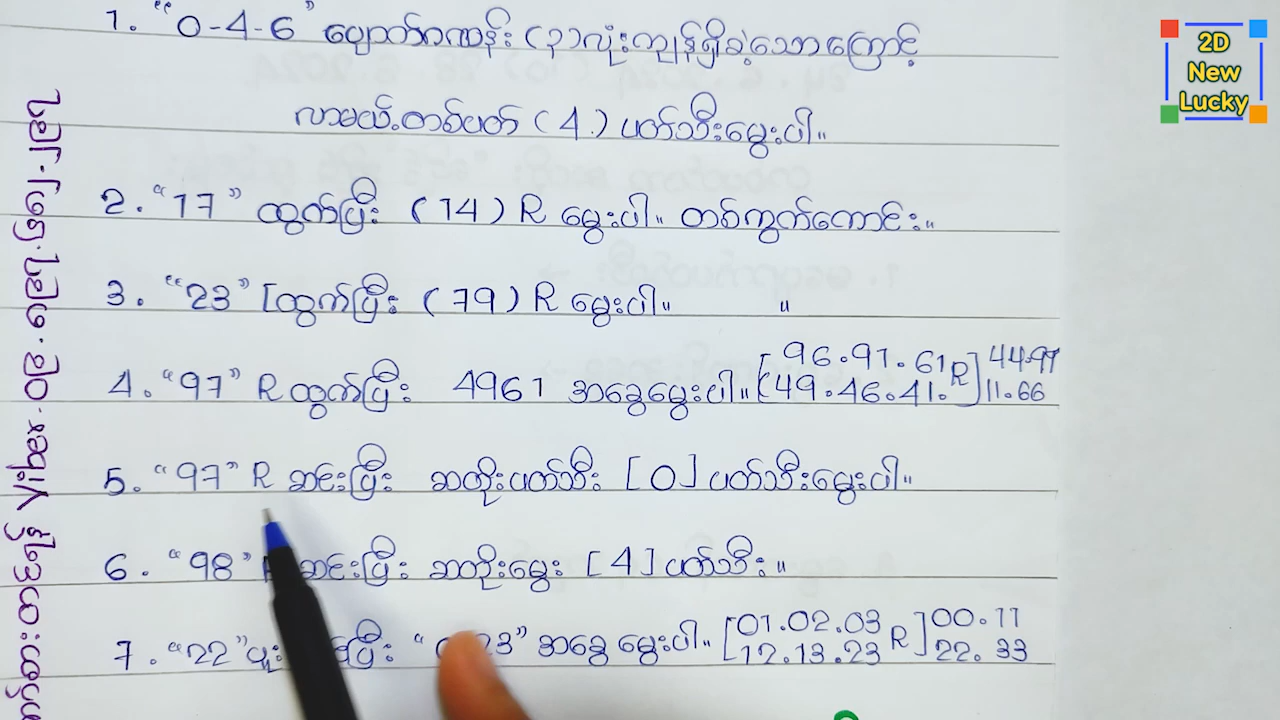 1. "0-4-6" ပျောက်ဂဏန်း (၃) လုံးကျန်ရှိခဲ့သောကြောင့်
လာမယ့်တစ်ပတ် (4.) ပတ်သီးမွေးပါ။
2. "17" ထွက်ပြီး (14) R မွေးပါ။ တစ်ကွက်ကောင်း။
3. "23" ထွက်ပြီး (79) R မွေးပါ။ "
4. "97" R ထွက်ပြီး 4961 အခွေမွေးပါ။ [96.91.61 49.46.41. R] 44.99 11.66
5. "97" R ဆင်းပြီး ဆတိုးပတ်သီး [0] ပတ်သီးမွေးပါ။
6. "98" ဆင်းပြီး ဆတိုးမွေး [4] ပတ်သီး။
7. "22" ပူး ပြီး 23" အခွေမွေးပါ။ [01.02.03 12.13.23 R] 00.11 22.33
2D
New
Lucky